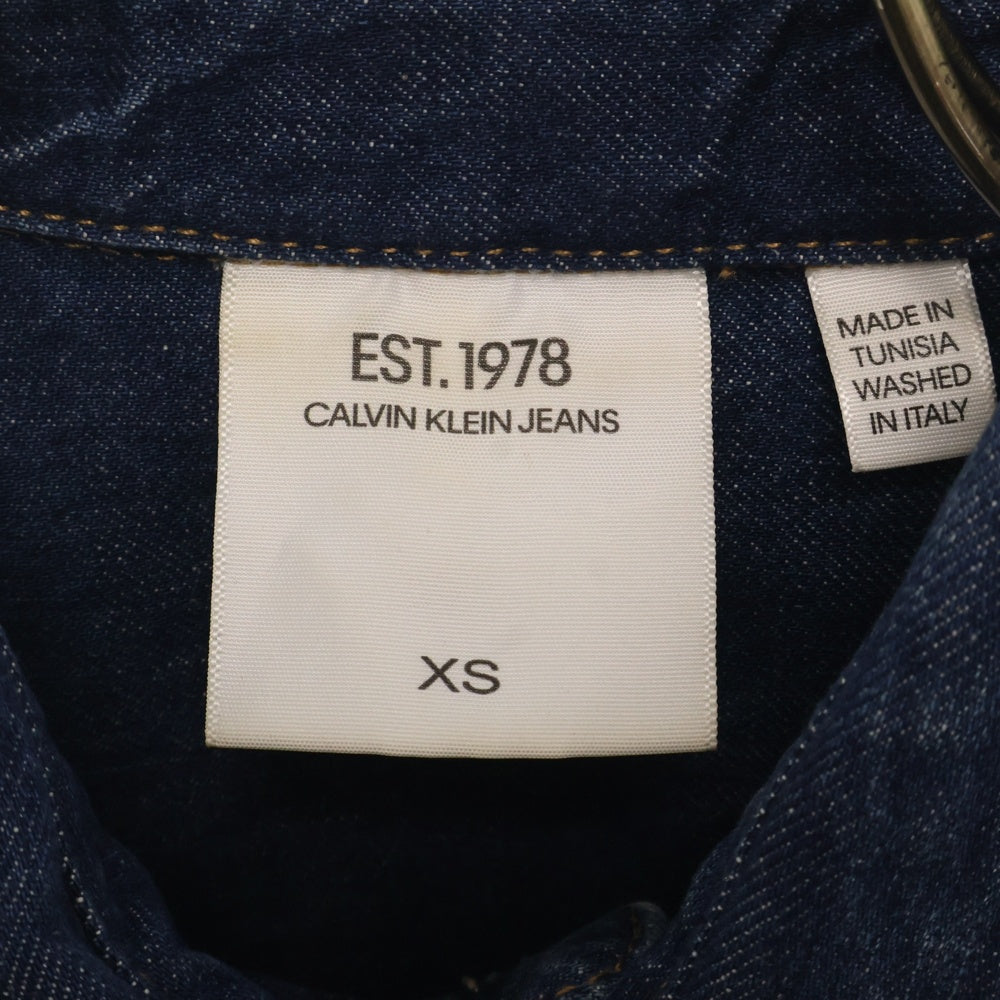 EST. 1978
CALVIN KLEIN JEANS
XS
MADE IN
TUNISIA
WASHED
IN ITALY